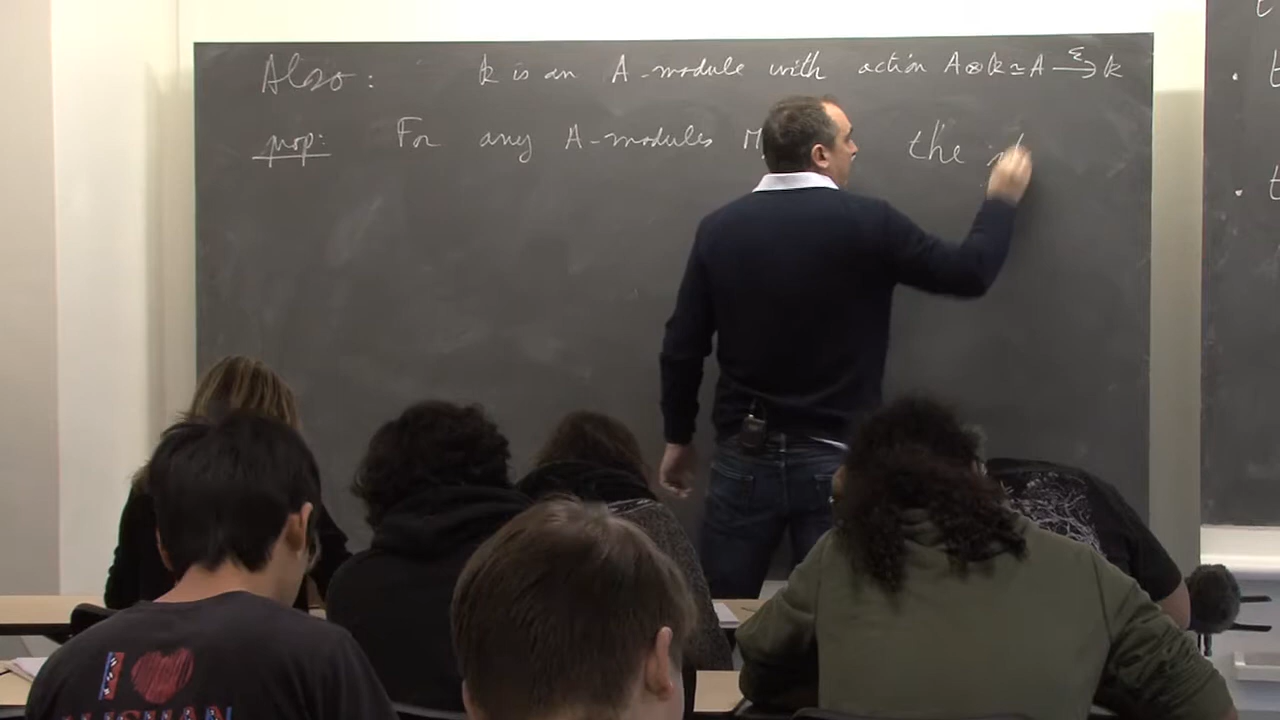 Also: k is an A-module with action A⊗k≃A →^ε k
prop: For any A-modules M, the
I